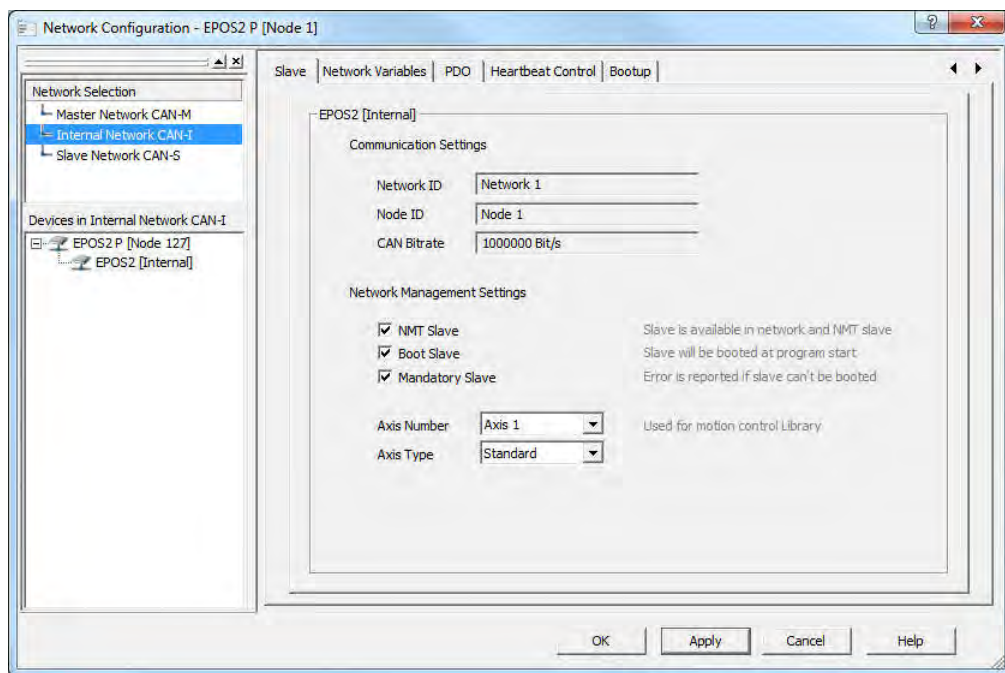 Network Configuration - EPOS2 P [Node 1]
Network Selection
Master Network CAN-M
Internal Network CAN-I
Slave Network CAN-S
Devices in Internal Network CAN-I
EPOS2 P [Node 127]
EPOS2 [Internal]
Slave Network Variables PDO Heartbeat Control Bootup
EPOS2 [Internal]
Communication Settings
Network ID Network 1
Node ID Node 1
CAN Bitrate 1000000 Bit/s
Network Management Settings
NMT Slave Slave is available in network and NMT slave
Boot Slave Slave will be booted at program start
Mandatory Slave Error is reported if slave can't be booted
Axis Number Axis 1 Used for motion control Library
Axis Type Standard
OK Apply Cancel Help